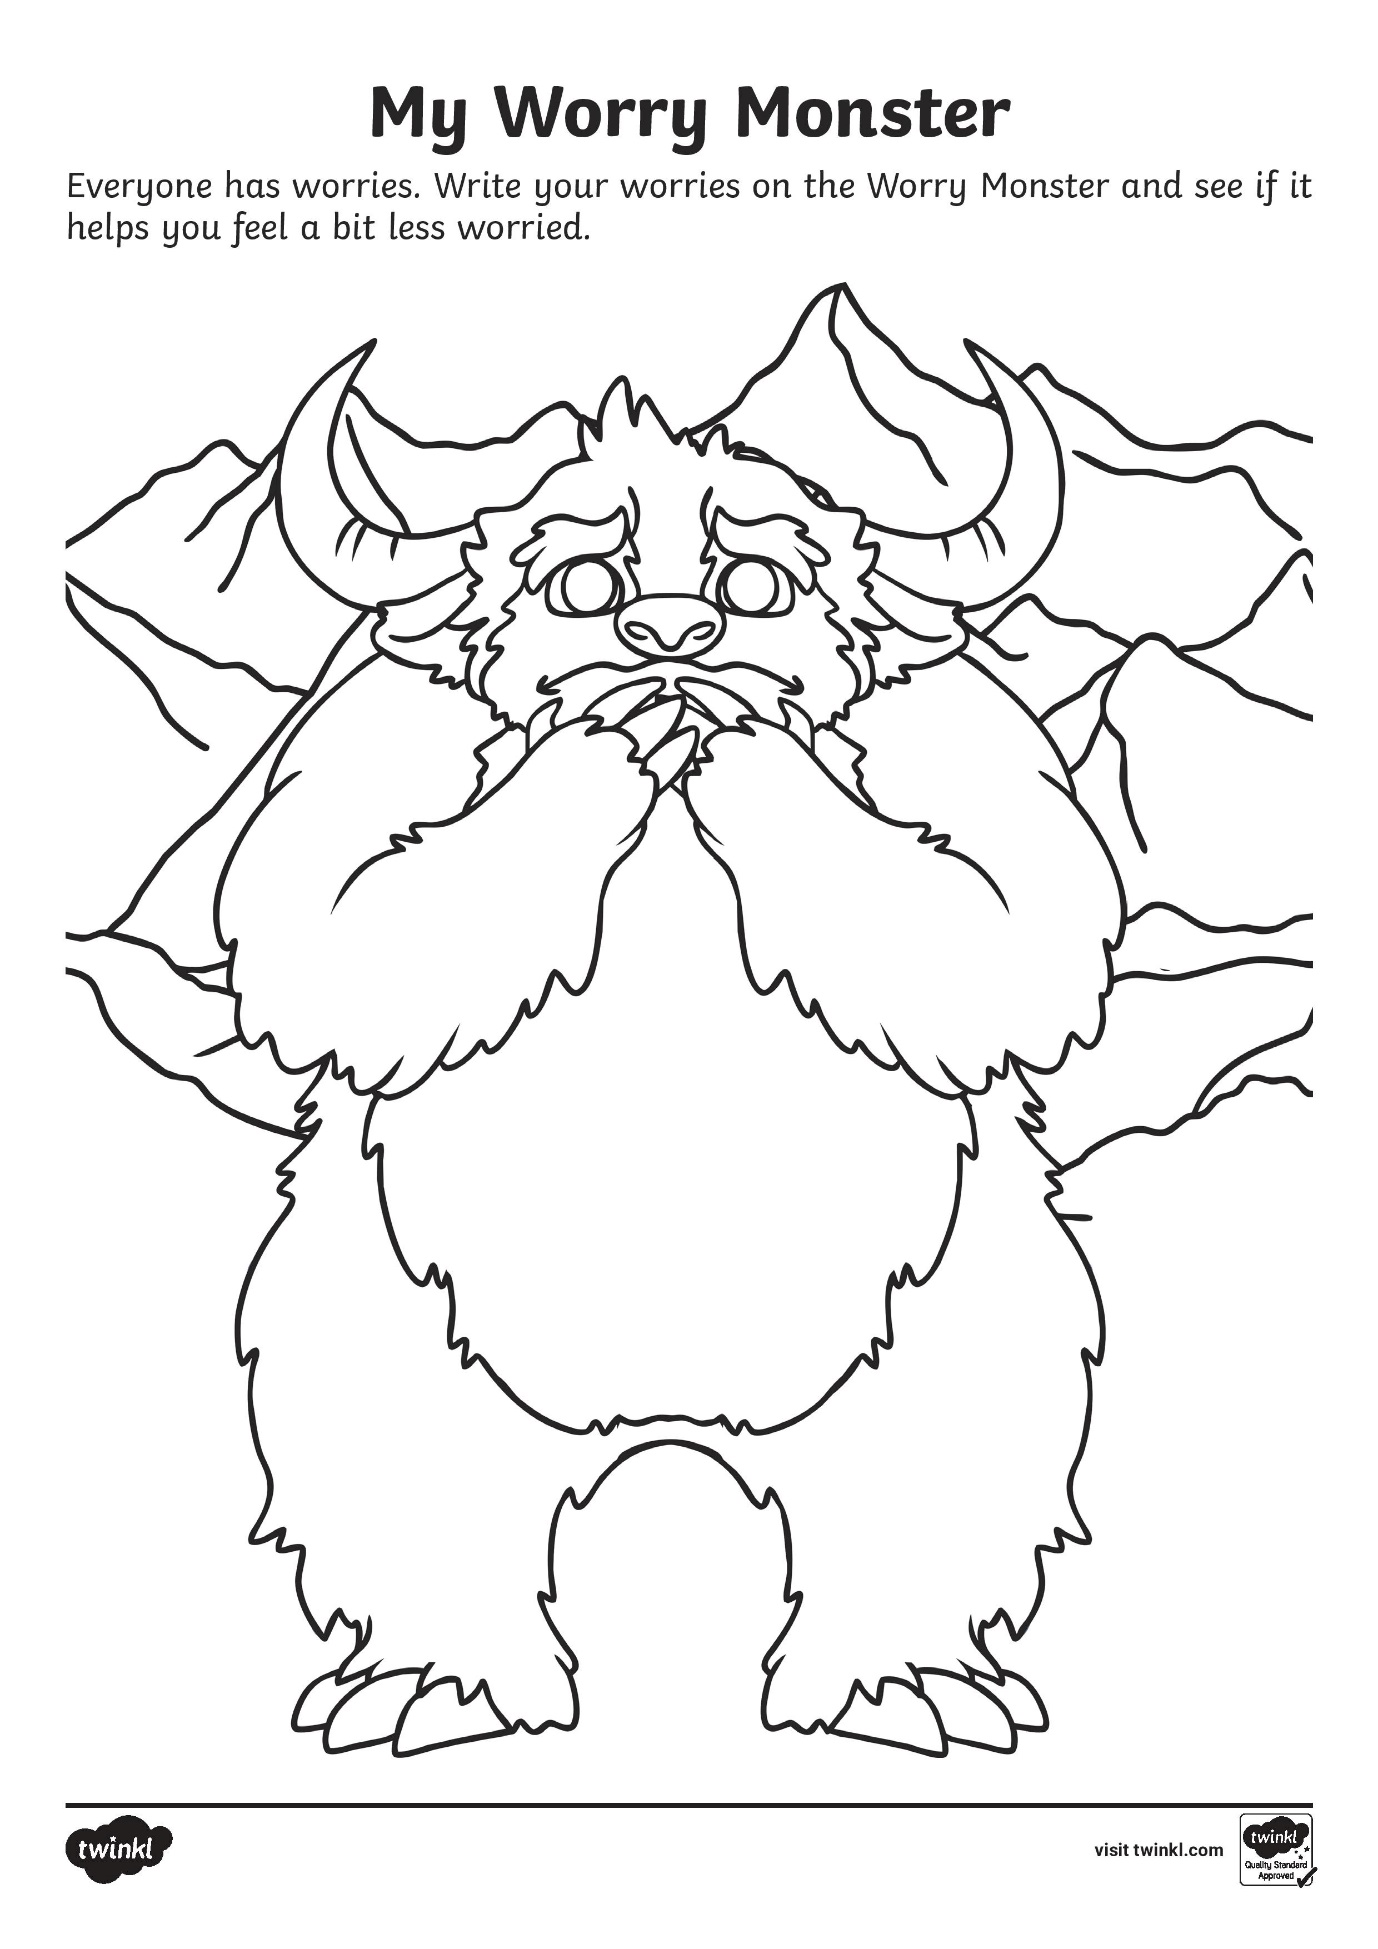 My Worry Monster
Everyone has worries. Write your worries on the Worry Monster and see if it
helps you feel a bit less worried.
twinkl
visit twinkl.com
twinkl
Quality Standard
Approved